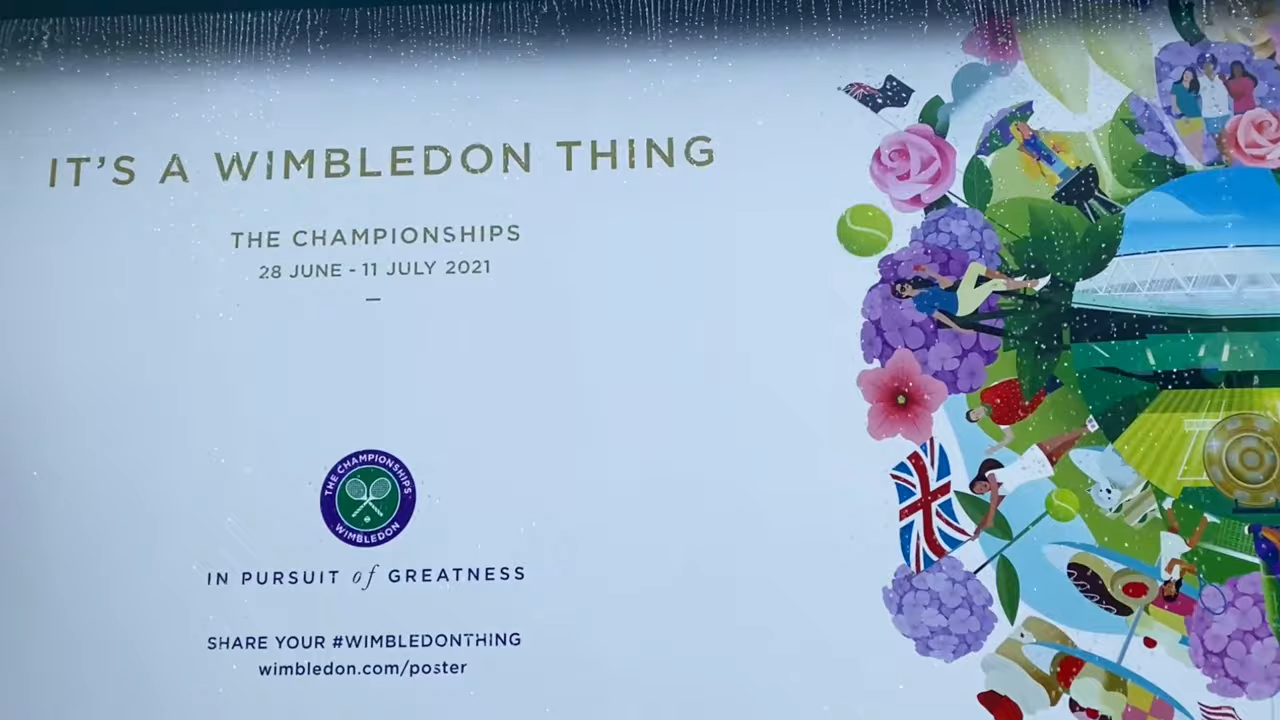 IT'S A WIMBLEDON THING
THE CHAMPIONSHIPS
28 JUNE - 11 JULY 2021
THE CHAMPIONSHIPS
WIMBLEDON
IN PURSUIT of GREATNESS
SHARE YOUR #WIMBLEDONTHING
wimbledon.com/poster